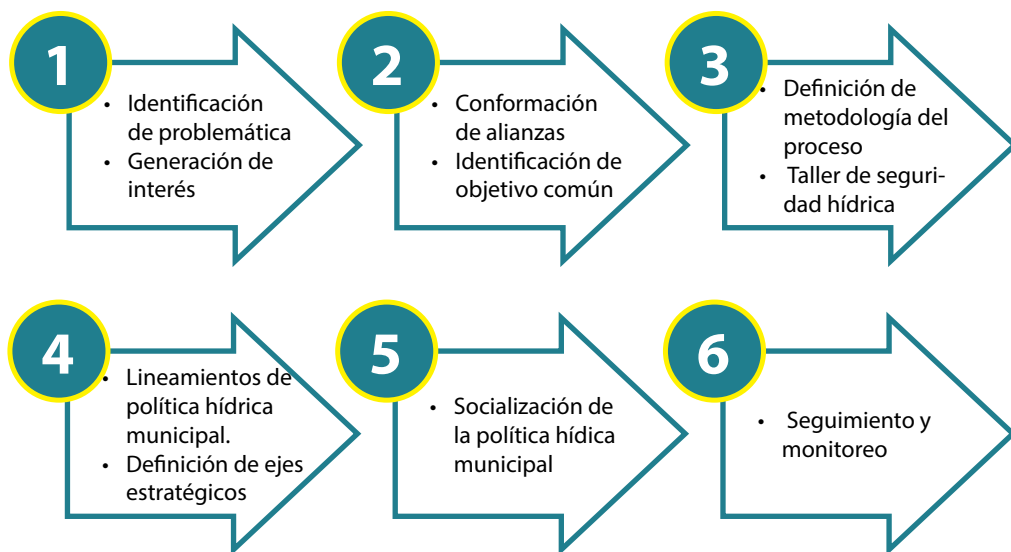 1
• Identificación
de problemática
• Generación de
interés
2
• Conformación
de alianzas
• Identificación de
objetivo común
3
• Definición de
metodología del
proceso
• Taller de seguri-
dad hídrica
4
• Lineamientos de
política hídrica
municipal.
• Definición de ejes
estratégicos
5
• Socialización de
la política hídica
municipal
6
• Seguimiento y
monitoreo